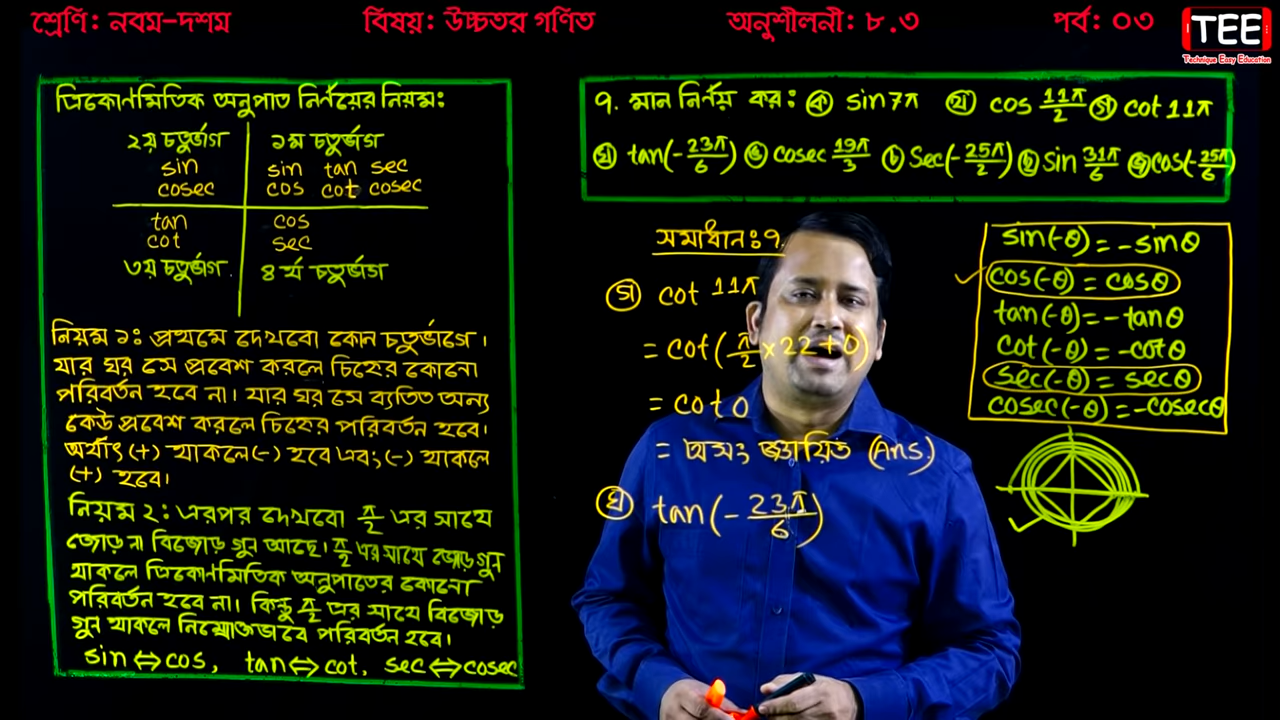 শ্রেণি: নবম-দশম বিষয়: উচ্চতর গণিত অনুশীলনী: ৮.৩ পর্ব: ০৩
TEE
Technique Easy Education
ত্রিকোণমিতিক অনুপাত নির্ণয়ের নিয়ম:
২য় চতুর্ভাগ ১ম চতুর্ভাগ
sin sin tan sec
cosec cos cot cosec
tan cos
cot sec
৩য় চতুর্ভাগ ৪র্থ চতুর্ভাগ
নিয়ম ১: প্রথমে দেখবো কোন চতুর্ভাগে।
যার ঘর সে প্রবেশ করলে চিহ্নের কোনো
পরিবর্তন হবে না। যার ঘর সে ব্যতিত অন্য
কেউ প্রবেশ করলে চিহ্নের পরিবর্তন হবে।
অর্থাৎ (+) থাকলে (-) হবে এবং (-) থাকলে
(+) হবে।
নিয়ম ২: এরপর দেখবো π/2 এর সাথে
জোড় না বিজোড় গুন আছে। π/2 এর সাথে জোড় গুন
থাকলে ত্রিকোণমিতিক অনুপাতের কোনো
পরিবর্তন হবে না। কিন্তু π/2 এর সাথে বিজোড়
গুন থাকলে নিম্মোক্তভাবে পরিবর্তন হবে।
sin⇔cos, tan⇔cot, sec⇔cosec
৭. মান নির্ণয় কর: ক sin 7π খ cos 11π/2 গ cot 11π
ঘ tan(-23π/6) ঙ cosec 19π/3 চ sec(-25π/2) ছ sin 31π/6 জ cos(-25π/6)
সমাধানঃ ৭.
গ cot 11π
= cot(π/2 × 22 + 0)
= cot 0
= অসংজ্ঞায়িত (Ans)
ঘ tan(-23π/6)
sin(-θ) = -sinθ
cos(-θ) = cosθ
tan(-θ) = -tanθ
cot(-θ) = -cotθ
sec(-θ) = secθ
cosec(-θ) = -cosecθ